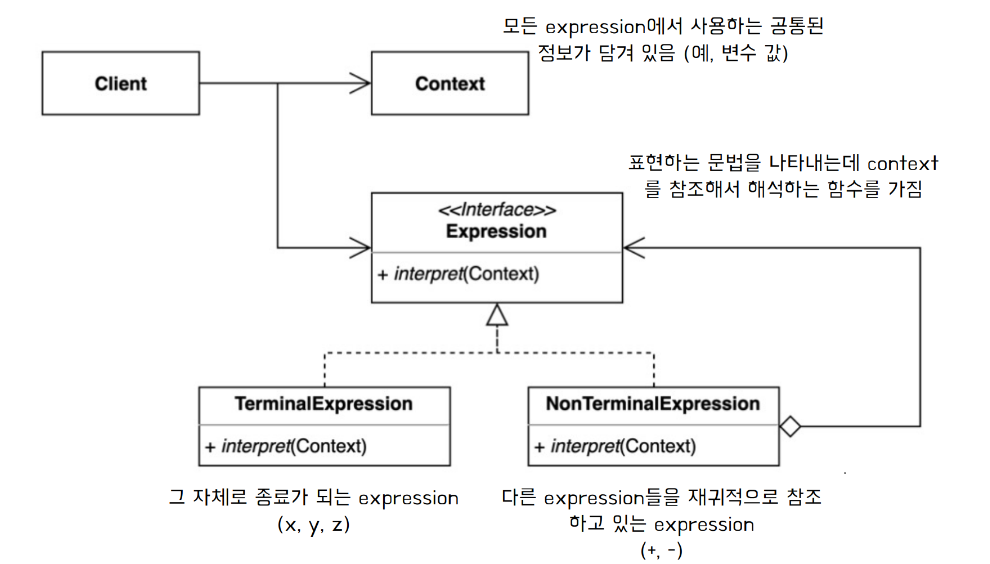 모든 expression에서 사용하는 공통된
정보가 담겨 있음 (예, 변수 값)
Client
Context
표현하는 문법을 나타내는데 context
를 참조해서 해석하는 함수를 가짐
<<Interface>>
Expression
+ interpret(Context)
TerminalExpression
+ interpret(Context)
NonTerminalExpression
+ interpret(Context)
그 자체로 종료가 되는 expression
(x, y, z)
다른 expression들을 재귀적으로 참조
하고 있는 expression
(+, -)